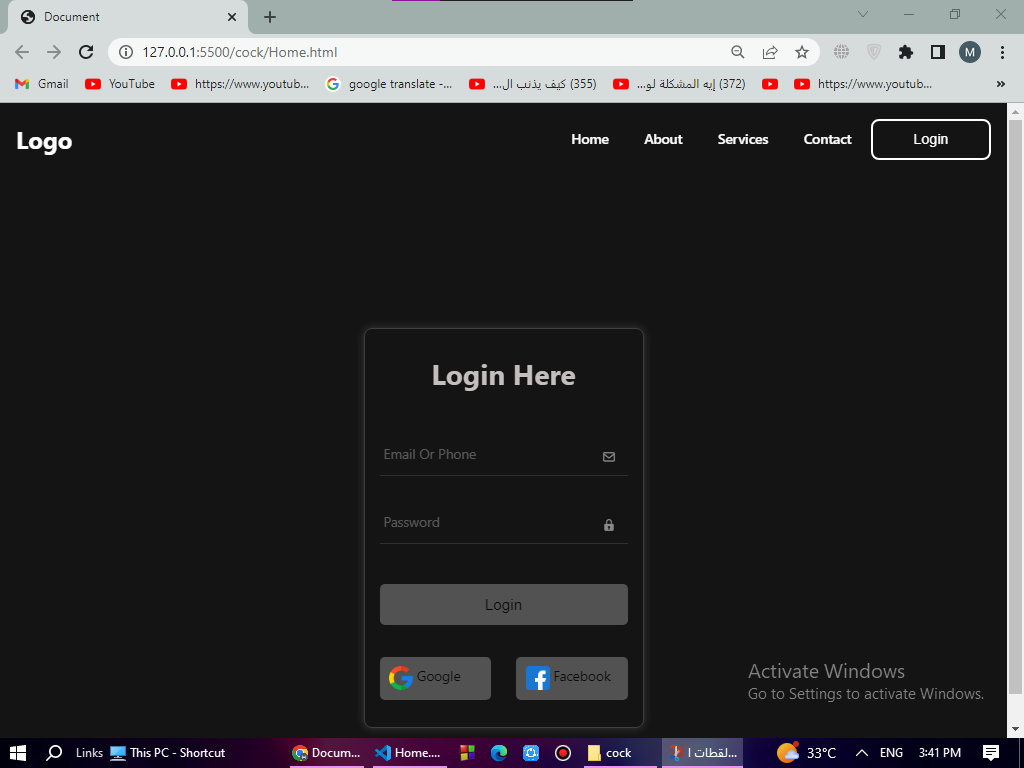 Document
127.0.0.1:5500/cock/Home.html
M
Gmail
YouTube
https://www.youtub...
google translate -...
(355) كيف يذنب ال...
(372) إيه المشكلة لو...
https://www.youtub...
»
Logo
Home
About
Services
Contact
Login
Login Here
Email Or Phone
Password
Login
Google
Facebook
Activate Windows
Go to Settings to activate Windows.
Links
This PC - Shortcut
Docum...
Home....
cock
لقطات ا...
33°C
ENG
3:41 PM